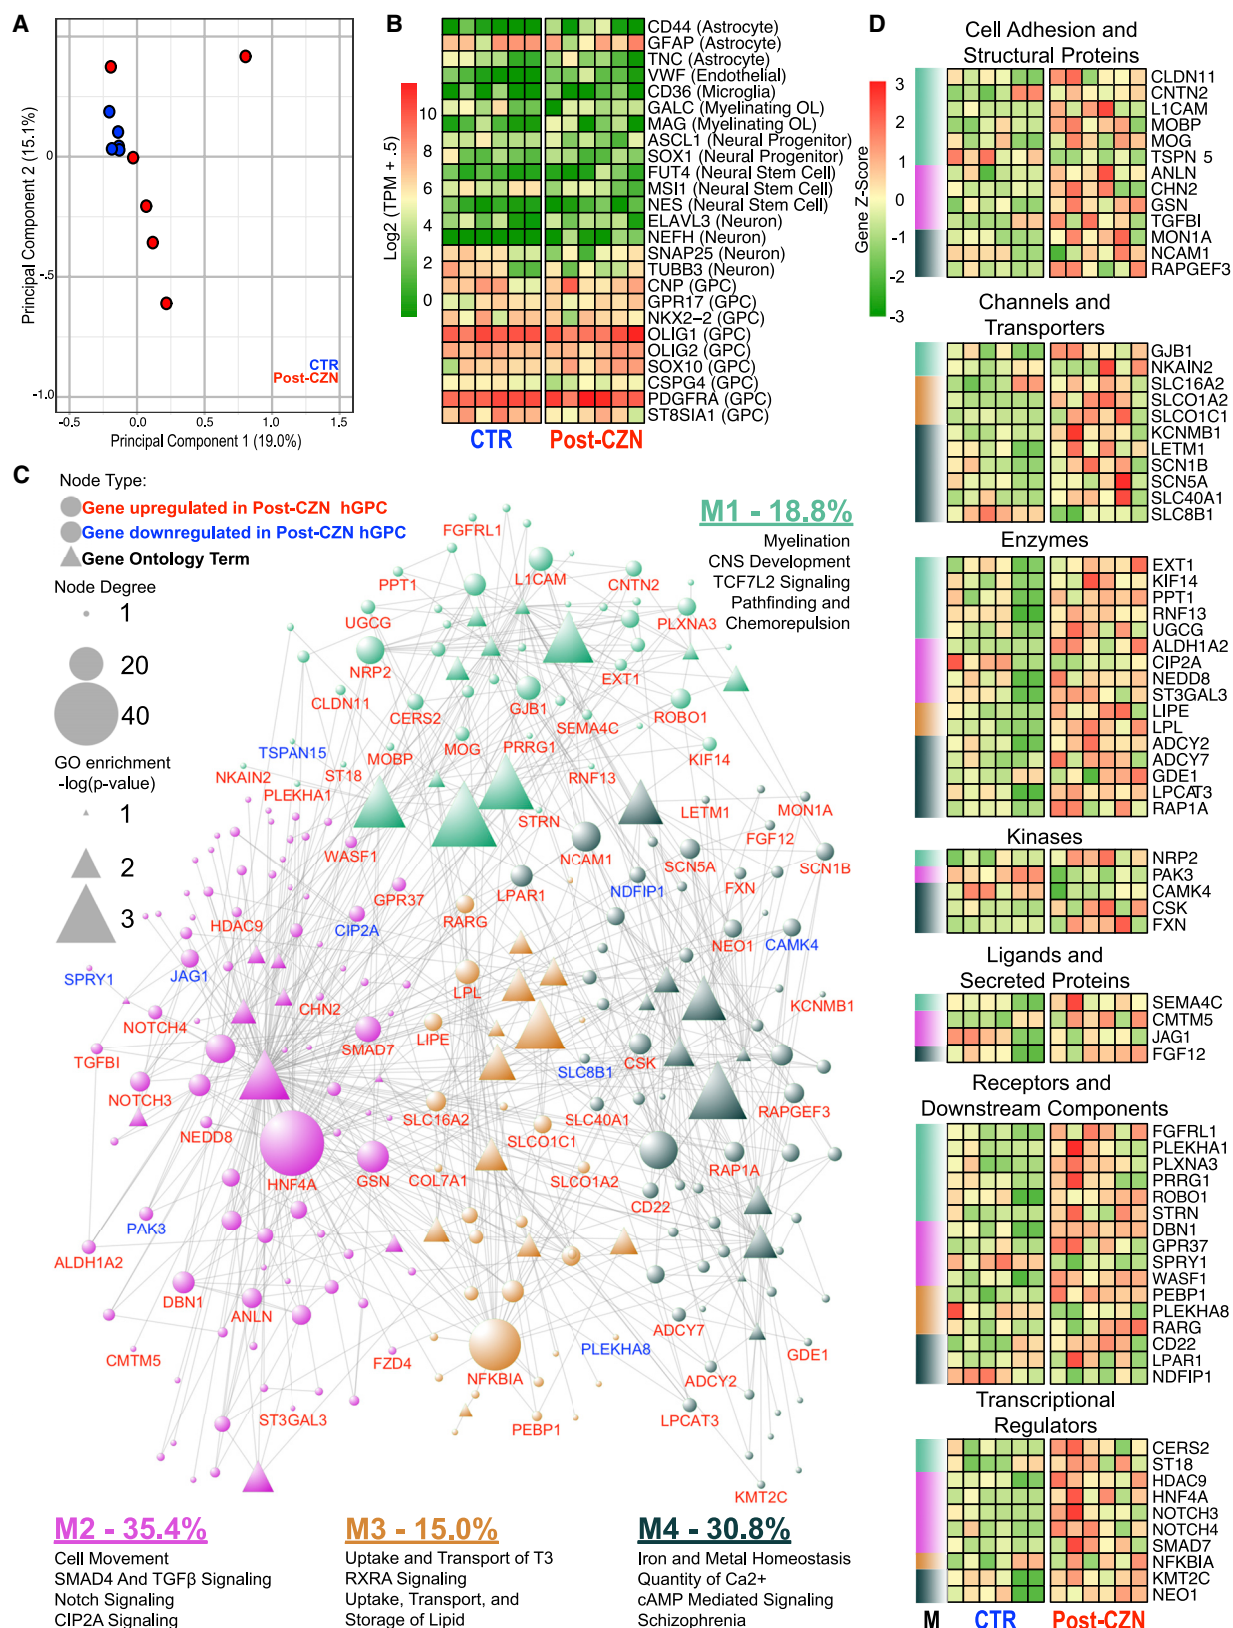 A
Principal Component 2 (15.1%)
0
-.5
-1.0
-0.5
0.0
0.5
1.0
1.5
Principal Component 1 (19.0%)
CTR
Post-CZN
B
Log2 (TPM + .5)
10
8
6
4
2
0
CD44 (Astrocyte)
GFAP (Astrocyte)
TNC (Astrocyte)
VWF (Endothelial)
CD36 (Microglia)
GALC (Myelinating OL)
MAG (Myelinating OL)
ASCL1 (Neural Progenitor)
SOX1 (Neural Progenitor)
FUT4 (Neural Stem Cell)
MSI1 (Neural Stem Cell)
NES (Neural Stem Cell)
ELAVL3 (Neuron)
NEFH (Neuron)
SNAP25 (Neuron)
TUBB3 (Neuron)
CNP (GPC)
GPR17 (GPC)
NKX2-2 (GPC)
OLIG1 (GPC)
OLIG2 (GPC)
SOX10 (GPC)
CSPG4 (GPC)
PDGFRA (GPC)
ST8SIA1 (GPC)
CTR
Post-CZN
C
Node Type:
Gene upregulated in Post-CZN hGPC
Gene downregulated in Post-CZN hGPC
Gene Ontology Term
Node Degree
1
20
40
GO enrichment
-log(p-value)
1
2
3
M1 - 18.8%
Myelination
CNS Development
TCF7L2 Signaling
Pathfinding and
Chemorepulsion
FGFRL1
PPT1
L1CAM
CNTN2
UGCG
PLXNA3
NRP2
EXT1
CLDN11
CERS2
GJB1
SEMA4C
ROBO1
TSPAN15
MOBP
MOG
PRRG1
KIF14
NKAIN2
ST18
RNF13
PLEKHA1
STRN
LETM1
MON1A
WASF1
NCAM1
FGF12
SCN5A
SCN1B
GPR37
LPAR1
NDFIP1
FXN
HDAC9
CIP2A
RARG
NEO1
CAMK4
SPRY1
JAG1
LPL
KCNMB1
NOTCH4
CHN2
TGFBI
SMAD7
LIPE
SLC8B1
CSK
NOTCH3
SLC16A2
SLC40A1
RAPGEF3
NEDD8
SLCO1C1
HNF4A
GSN
COL7A1
SLCO1A2
RAP1A
CD22
PAK3
ALDH1A2
DBN1
ANLN
ADCY7
CMTM5
FZD4
NFKBIA
PLEKHA8
GDE1
ADCY2
ST3GAL3
PEBP1
LPCAT3
KMT2C
M2 - 35.4%
Cell Movement
SMAD4 And TGFβ Signaling
Notch Signaling
CIP2A Signaling
M3 - 15.0%
Uptake and Transport of T3
RXRA Signaling
Uptake, Transport, and
Storage of Lipid
M4 - 30.8%
Iron and Metal Homeostasis
Quantity of Ca2+
cAMP Mediated Signaling
Schizophrenia
D
Gene Z-Score
3
2
1
0
-1
-2
-3
Cell Adhesion and
Structural Proteins
CLDN11
CNTN2
L1CAM
MOBP
MOG
TSPN 5
ANLN
CHN2
GSN
TGFBI
MON1A
NCAM1
RAPGEF3
Channels and
Transporters
GJB1
NKAIN2
SLC16A2
SLCO1A2
SLCO1C1
KCNMB1
LETM1
SCN1B
SCN5A
SLC40A1
SLC8B1
Enzymes
EXT1
KIF14
PPT1
RNF13
UGCG
ALDH1A2
CIP2A
NEDD8
ST3GAL3
LIPE
LPL
ADCY2
ADCY7
GDE1
LPCAT3
RAP1A
Kinases
NRP2
PAK3
CAMK4
CSK
FXN
Ligands and
Secreted Proteins
SEMA4C
CMTM5
JAG1
FGF12
Receptors and
Downstream Components
FGFRL1
PLEKHA1
PLXNA3
PRRG1
ROBO1
STRN
DBN1
GPR37
SPRY1
WASF1
PEBP1
PLEKHA8
RARG
CD22
LPAR1
NDFIP1
Transcriptional
Regulators
CERS2
ST18
HDAC9
HNF4A
NOTCH3
NOTCH4
SMAD7
NFKBIA
KMT2C
NEO1
M
CTR
Post-CZN